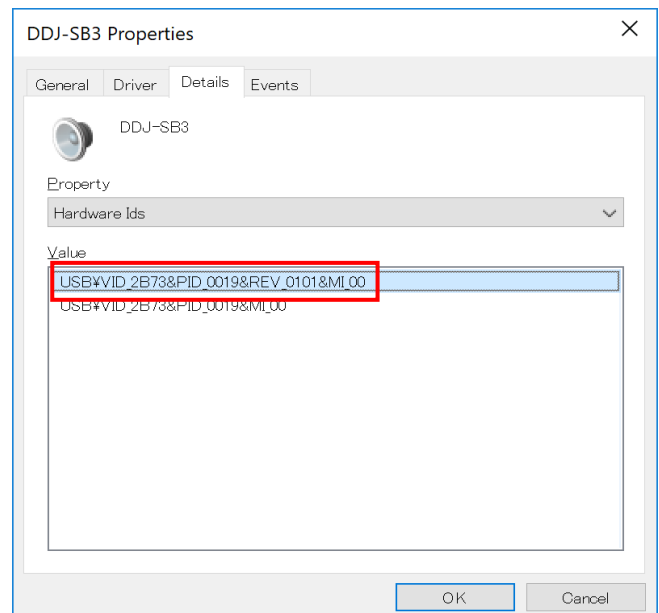 DDJ-SB3 Properties
General Driver Details Events
DDJ-SB3
Property
Hardware Ids
Value
USB¥VID_2B73&PID_0019&REV_0101&MI_00
USB¥VID_2B73&PID_0019&MI_00
OK Cancel